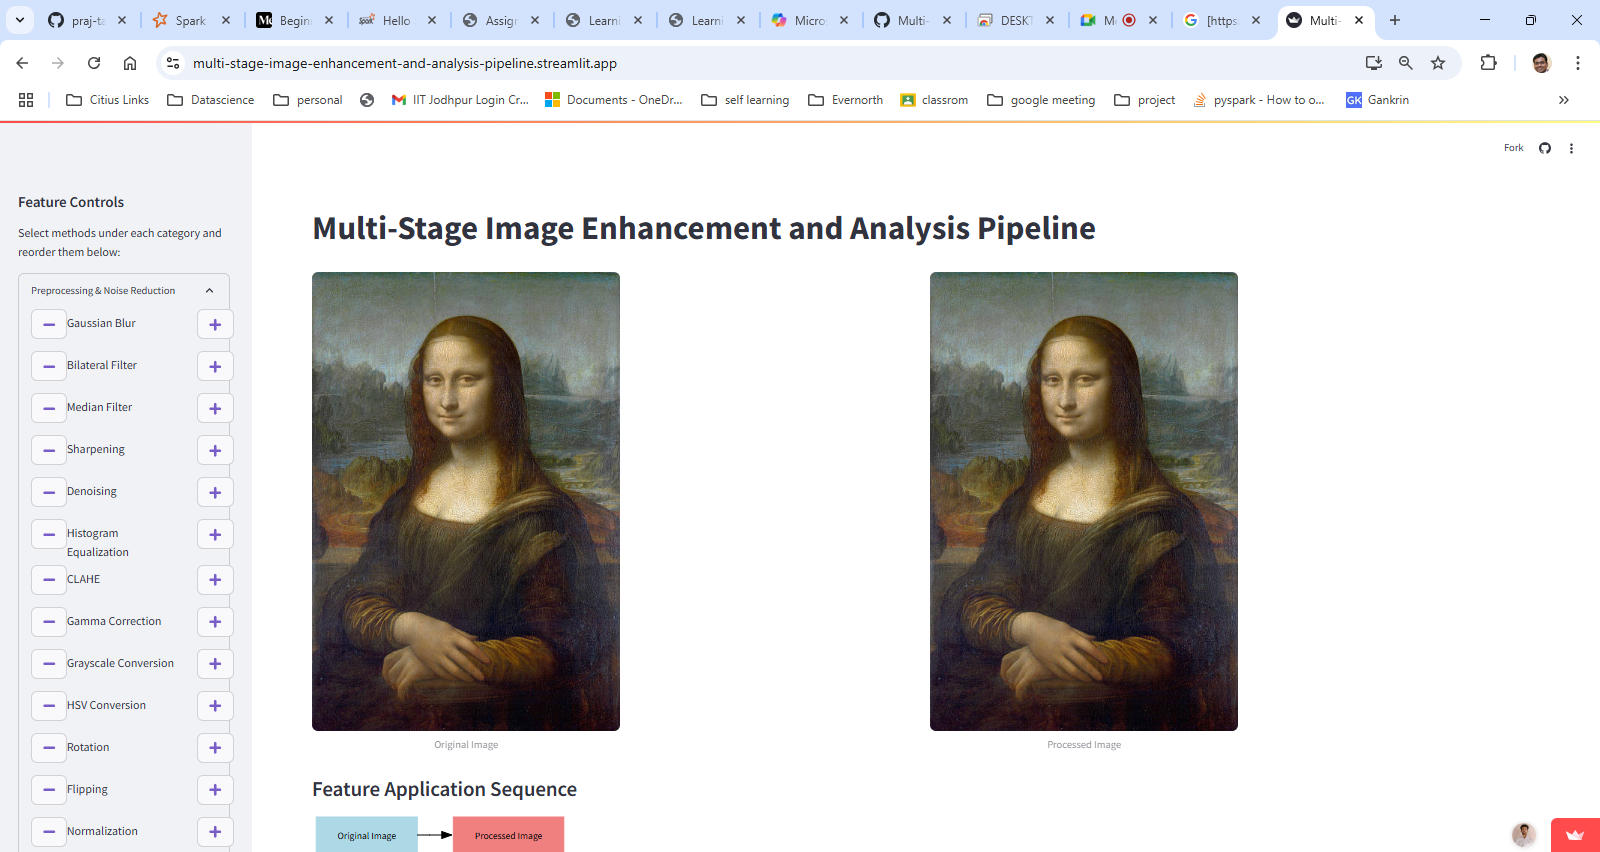 praj-ta
Spark
Begin
Hello
Assign
Learni
Learni
Micro
Multi-
DESKT
[https
Multi-
multi-stage-image-enhancement-and-analysis-pipeline.streamlit.app
Citius Links
Datascience
personal
IIT Jodhpur Login Cr...
Documents - OneDr...
self learning
Evernorth
classrom
google meeting
project
pyspark - How to o...
GK Gankrin
Fork
Feature Controls
Select methods under each category and
reorder them below:
Preprocessing & Noise Reduction
Gaussian Blur
Bilateral Filter
Median Filter
Sharpening
Denoising
Histogram
Equalization
CLAHE
Gamma Correction
Grayscale Conversion
HSV Conversion
Rotation
Flipping
Normalization
Multi-Stage Image Enhancement and Analysis Pipeline
Original Image
Processed Image
Feature Application Sequence
Original Image
Processed Image